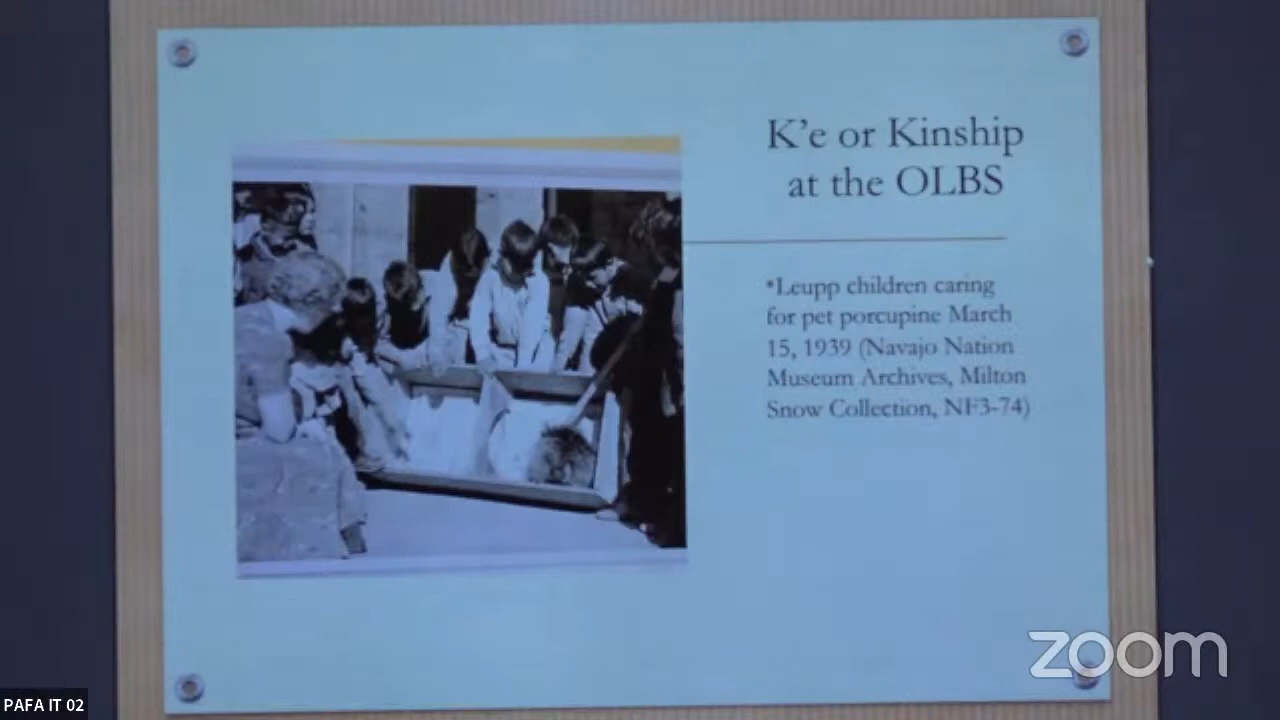 K'e or Kinship
at the OLBS
*Leupp children caring
for pet porcupine March
15, 1939 (Navajo Nation
Museum Archives, Milton
Snow Collection, NF3-74)
zoom
PAFA IT 02